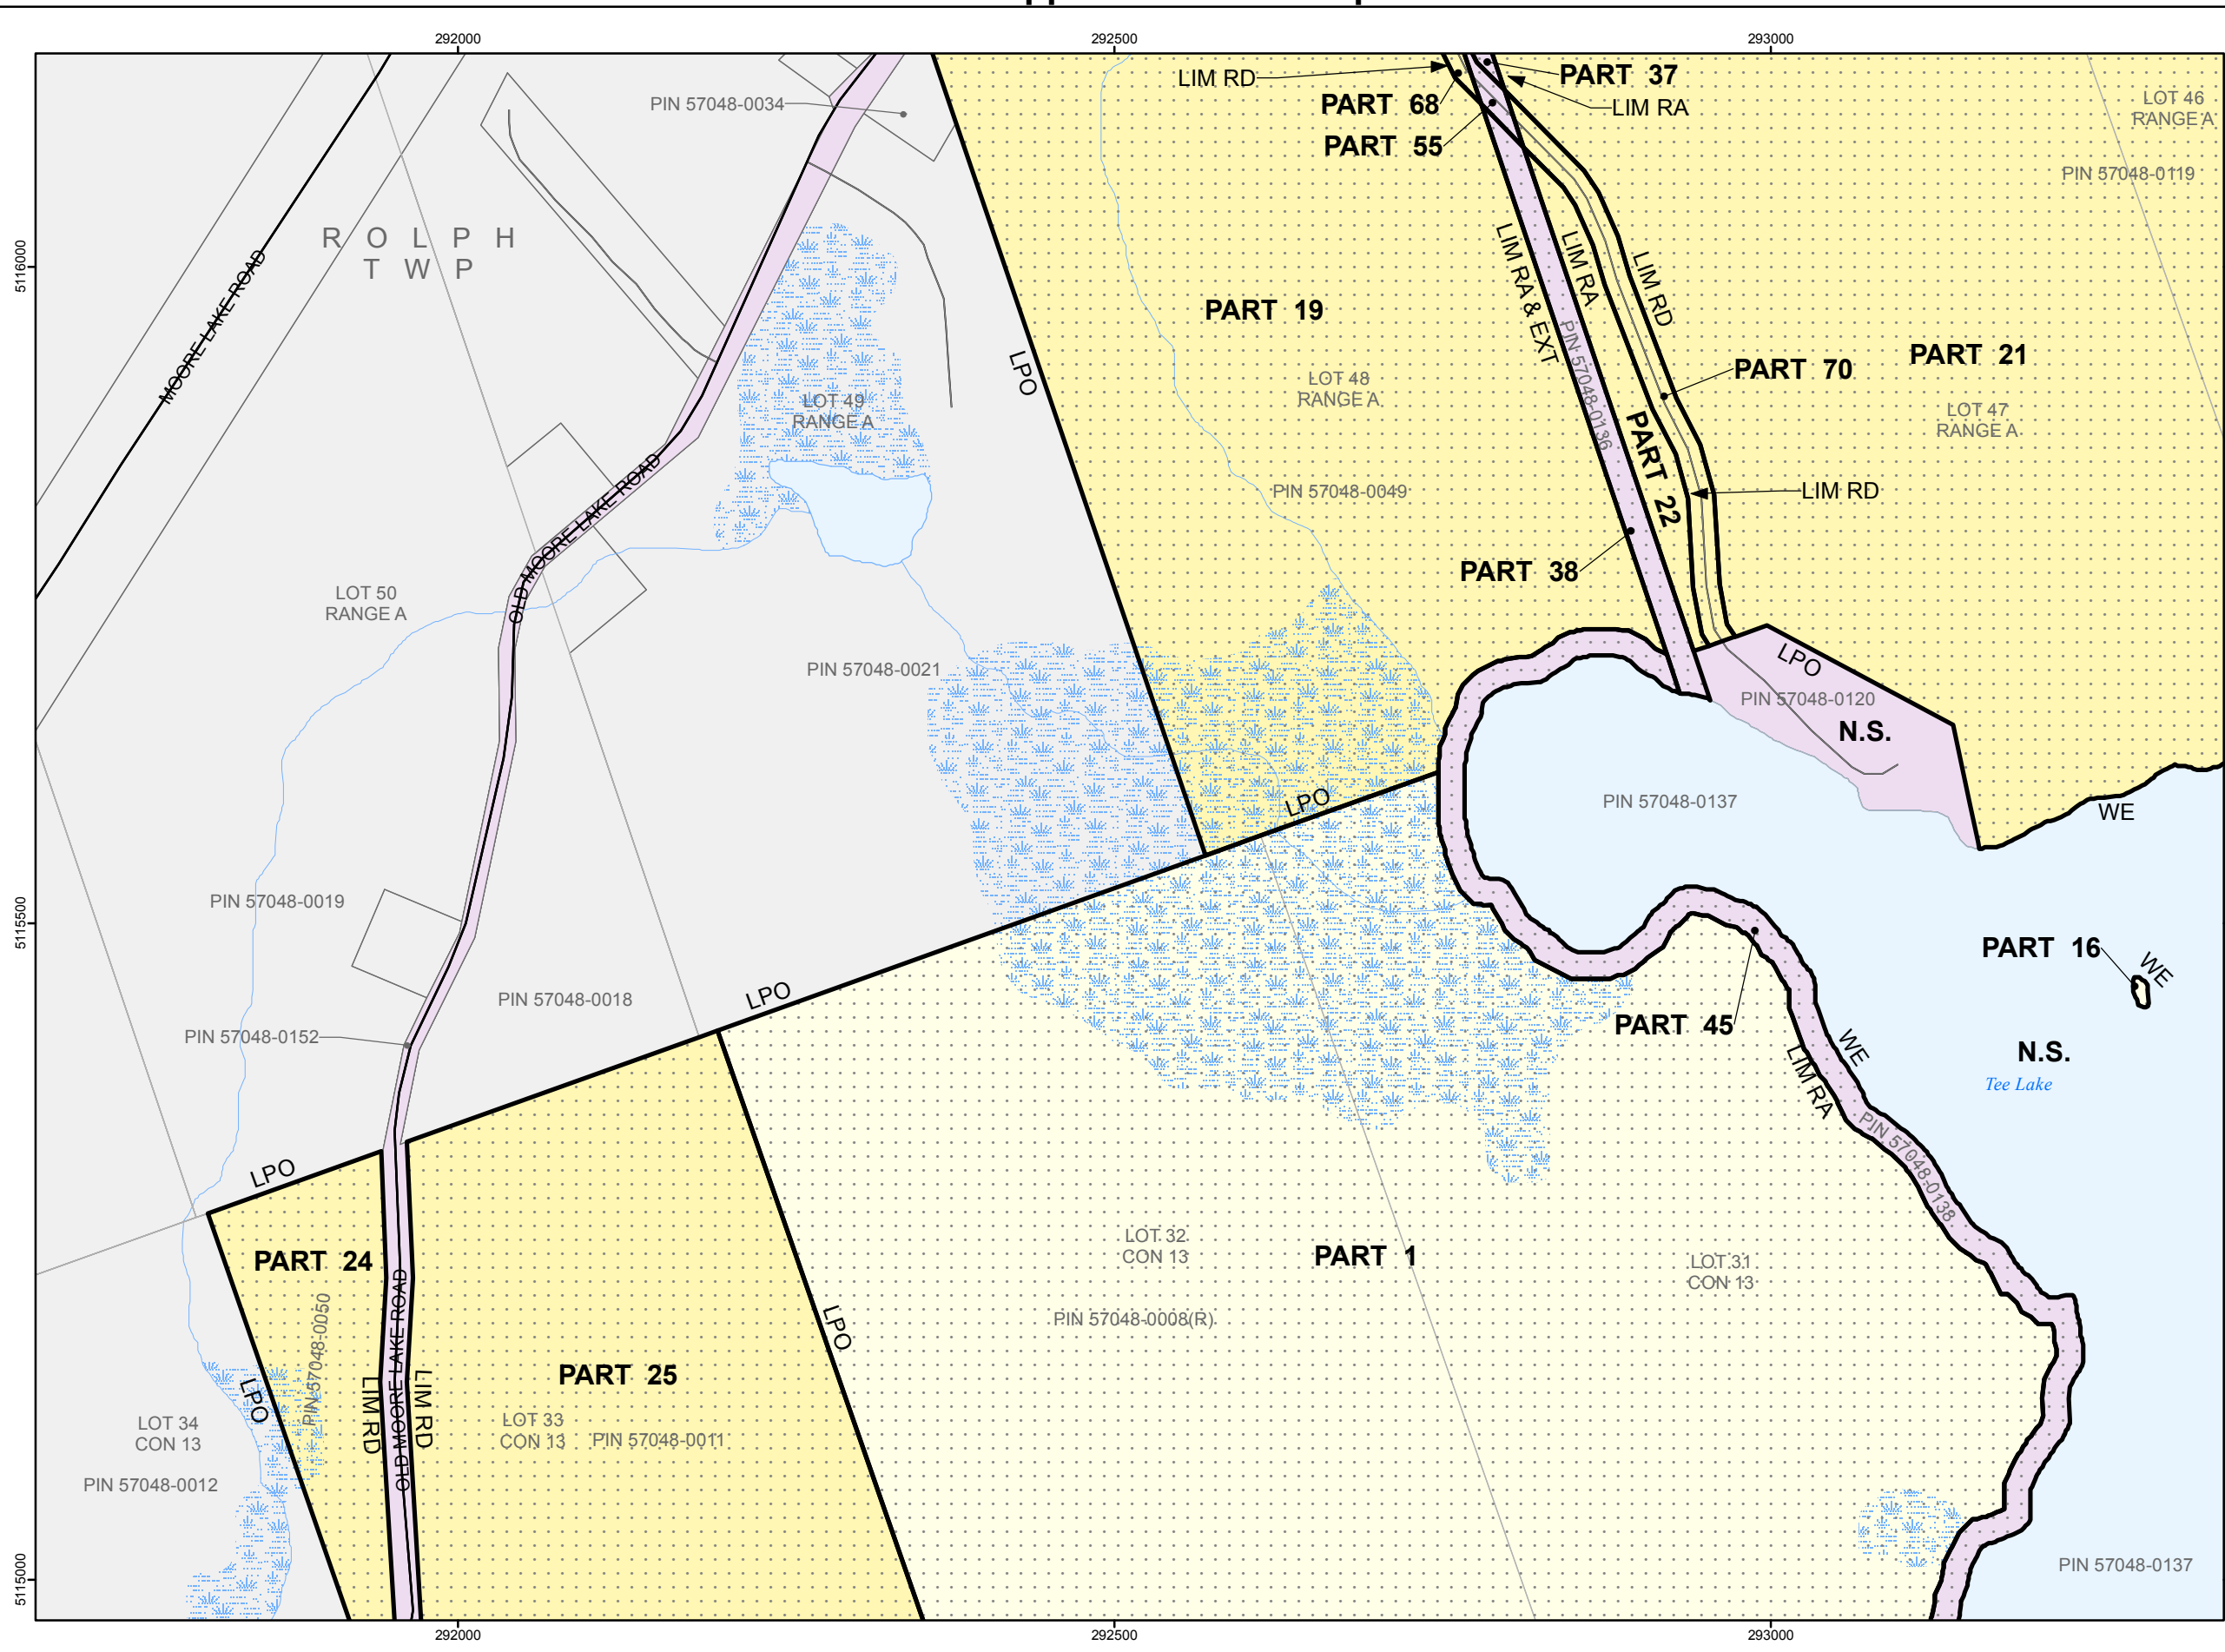 292000
292500
293000
PIN 57048-0034
LIM RD
PART 37
PART 68
LIM RA
PART 55
LOT 46
RANGE A
PIN 57048-0119
ROLPH
TWP
MOORE LAKE ROAD
5116000
LIM RA & EXT
LIM RA
LIM RD
PART 19
PIN 57048-0136
PART 21
PART 70
LPO
LOT 48
RANGE A
LOT 49
RANGE A
LOT 47
RANGE A
PART 22
PIN 57048-0049
LIM RD
OLD MOORE LAKE ROAD
PART 38
LOT 50
RANGE A
PIN 57048-0021
LPO
PIN 57048-0120
N.S.
LPO
PIN 57048-0137
WE
PIN 57048-0019
5115500
PART 16
WE
LPO
PIN 57048-0018
PART 45
PIN 57048-0152
WE
LIM RA
N.S.
Tee Lake
PIN 57048-0138
LPO
PART 24
LOT 32
CON 13
PART 1
LOT 31
CON 13
PIN 57048-0008(R)
LPO
PIN 57048-0050
OLD MOORE LAKE ROAD
PART 25
LPO
LIM RD
LIM RD
LOT 34
CON 13
LOT 33
CON 13
PIN 57048-0011
PIN 57048-0012
PIN 57048-0137
5115000
292000
292500
293000